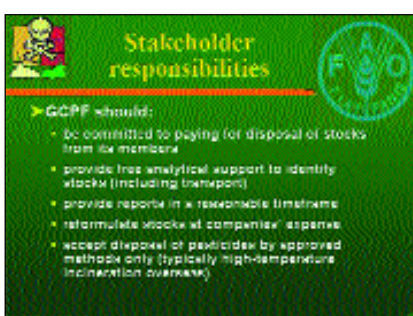 Stakeholder
responsibilities
F A O
GCPF should:
be committed to paying for disposal of stocks
from its members
provide free analytical support to identify
stocks (including transport)
provide reports in a reasonable timeframe
reformulate stocks at companies' expense
accept disposal of pesticides by approved
methods only (typically high-temperature
incineration overseas)